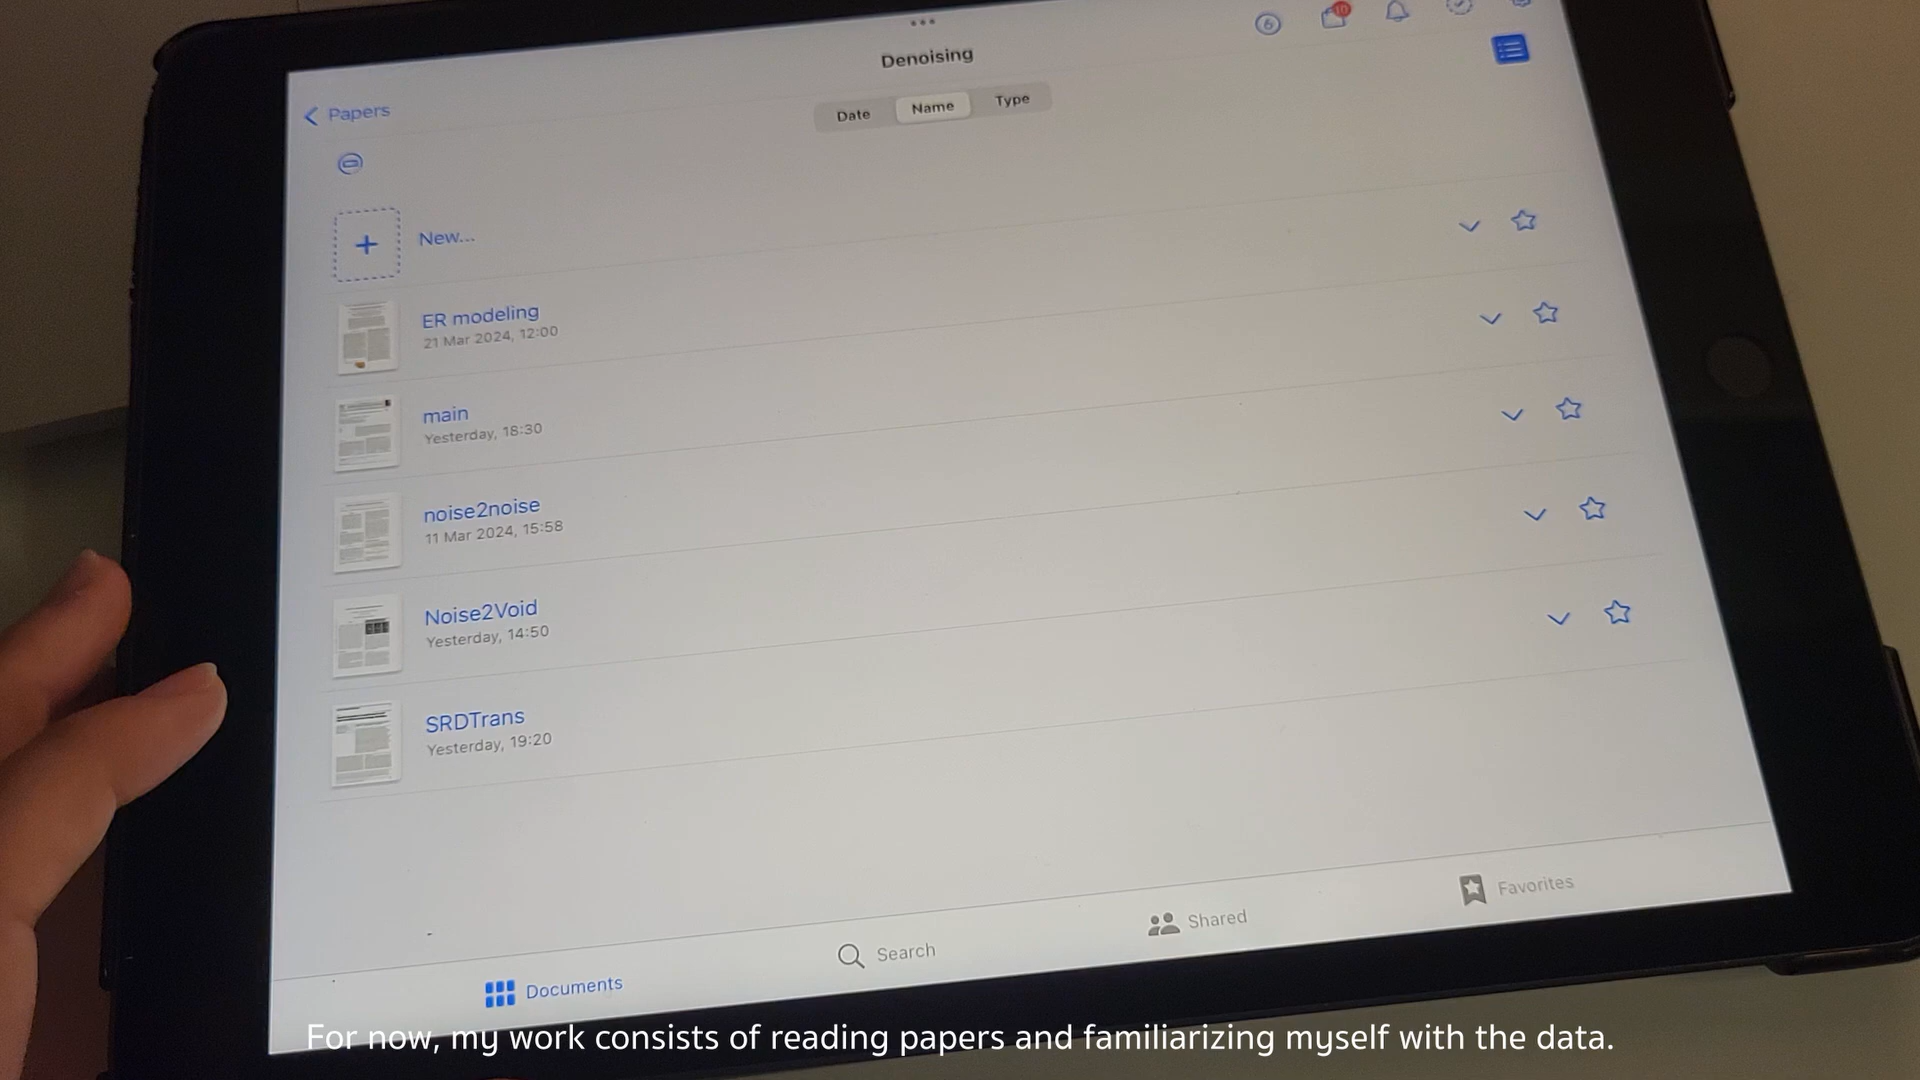 Denoising
Papers
Date Name Type
10
New...
ER modeling
21 Mar 2024, 12:00
main
Yesterday, 18:30
noise2noise
11 Mar 2024, 15:58
Noise2Void
Yesterday, 14:50
SRDTrans
Yesterday, 19:20
Documents
Search
Shared
Favorites
For now, my work consists of reading papers and familiarizing myself with the data.